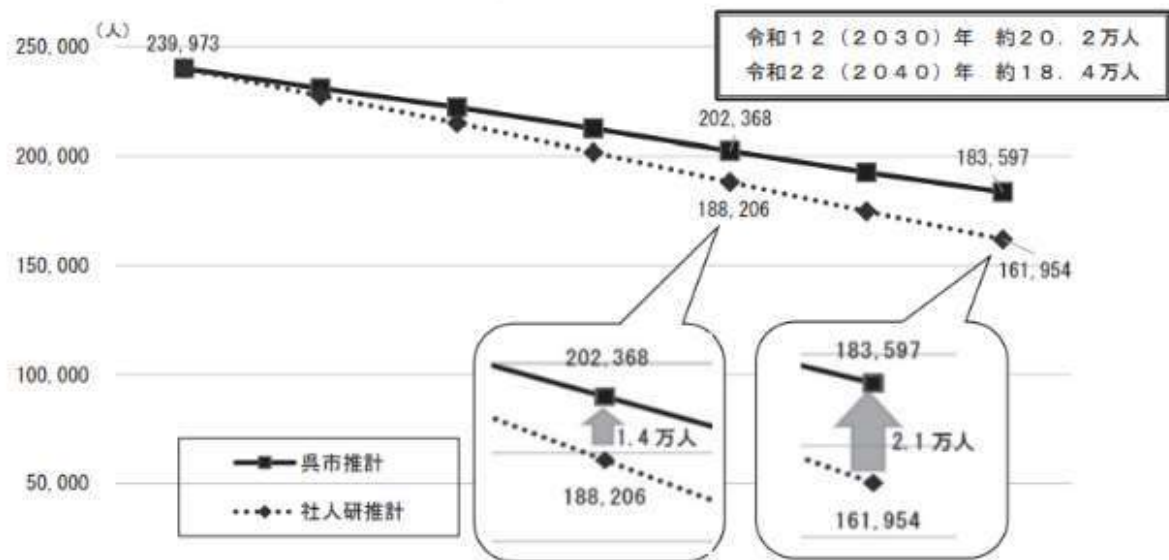 （人）
250,000
239,973
令和12（2030）年 約20．2万人
令和22（2040）年 約18．4万人
202,368
200,000
183,597
188,206
150,000
161,954
202,368
183,597
100,000
1.4万人
2.1万人
呉市推計
50,000
188,206
社人研推計
161,954